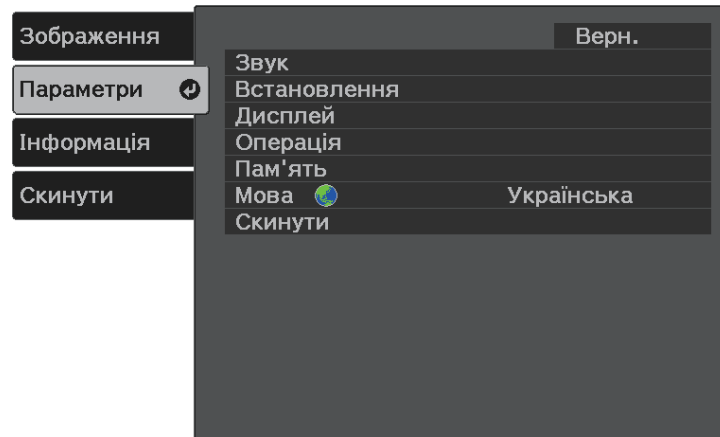 Зображення
Параметри
Інформація
Скинути
Верн.
Звук
Встановлення
Дисплей
Операція
Пам'ять
Мова Українська
Скинути